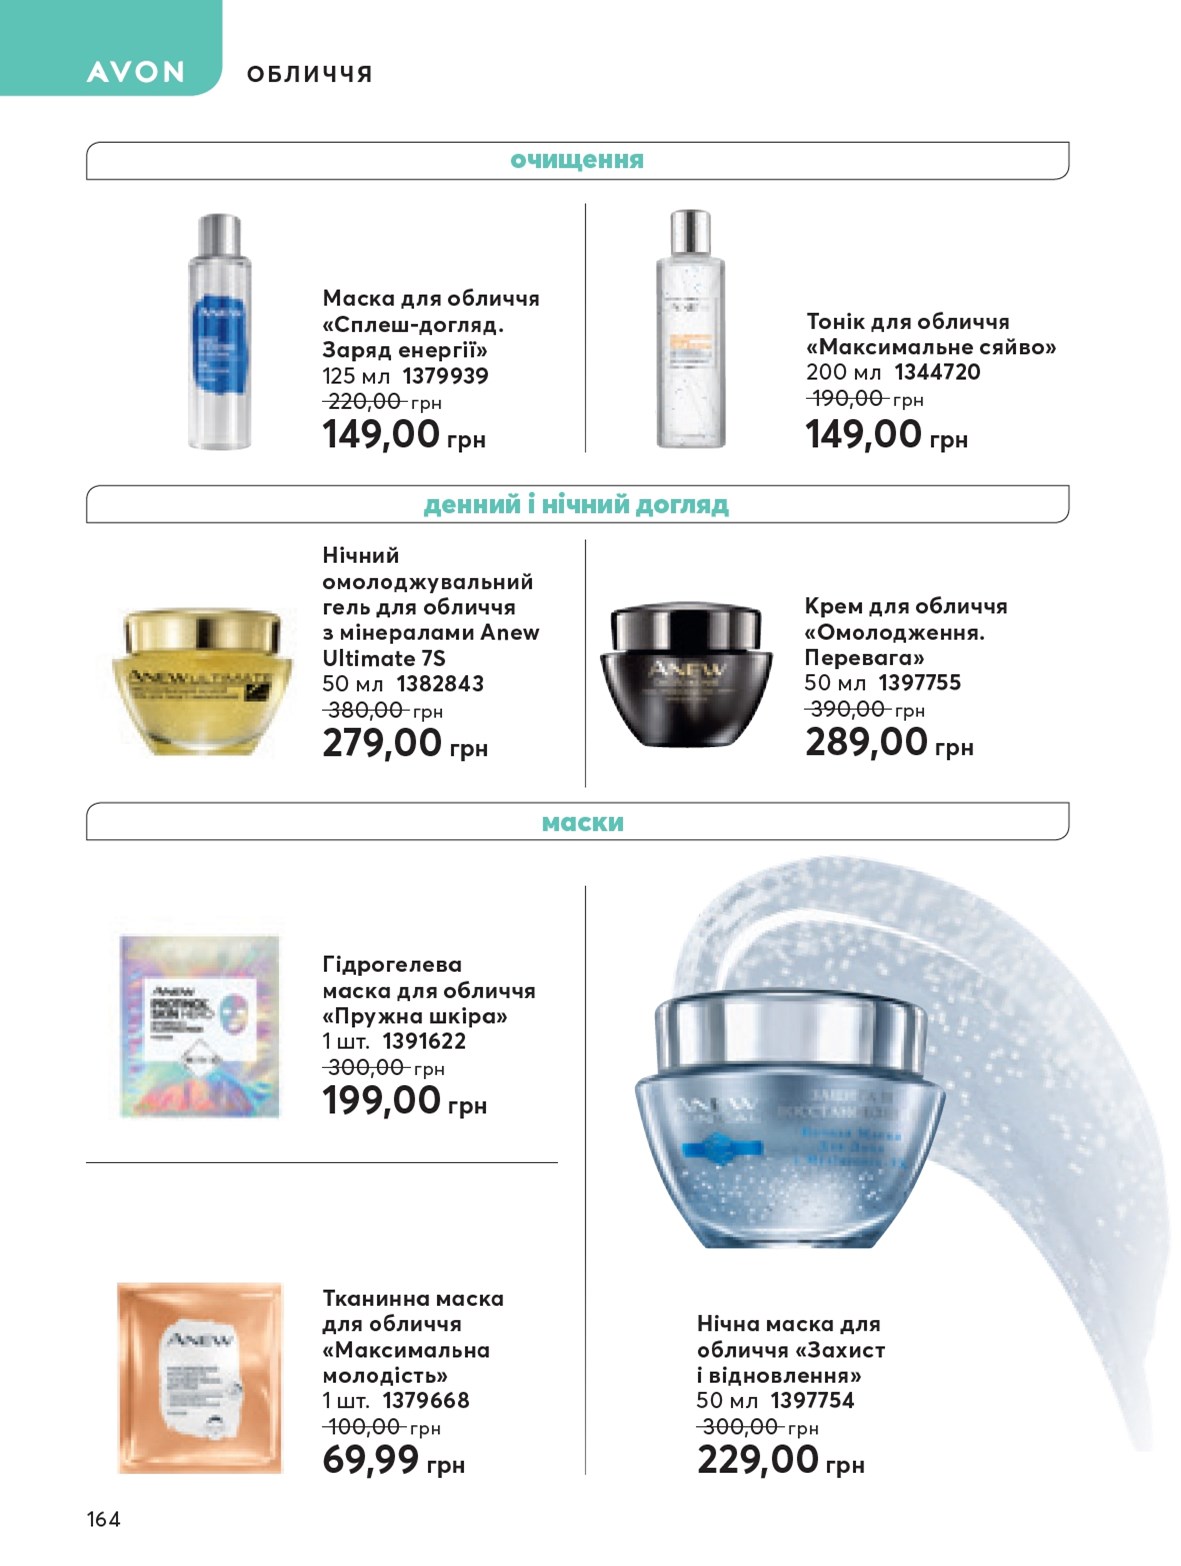 AVON
ОБЛИЧЧЯ
очищення
ANEW
Маска для обличчя
«Сплеш-догляд.
Заряд енергії»
125 мл 1379939
220,00 грн
149,00 грн
ANEW
Тонік для обличчя
«Максимальне сяйво»
200 мл 1344720
190,00 грн
149,00 грн
денний і нічний догляд
ANEW ULTIMATE
Нічний
омолоджувальний
гель для обличчя
з мінералами Anew
Ultimate 7S
50 мл 1382843
380,00 грн
279,00 грн
ANEW
Крем для обличчя
«Омолодження.
Перевага»
50 мл 1397755
390,00 грн
289,00 грн
маски
ANEW
PROTINOL
SKIN HERO
Гідрогелева
маска для обличчя
«Пружна шкіра»
1 шт. 1391622
300,00 грн
199,00 грн
ANEW
Тканинна маска
для обличчя
«Максимальна
молодість»
1 шт. 1379668
100,00 грн
69,99 грн
ANEW
Нічна маска для
обличчя «Захист
і відновлення»
50 мл 1397754
300,00 грн
229,00 грн
164